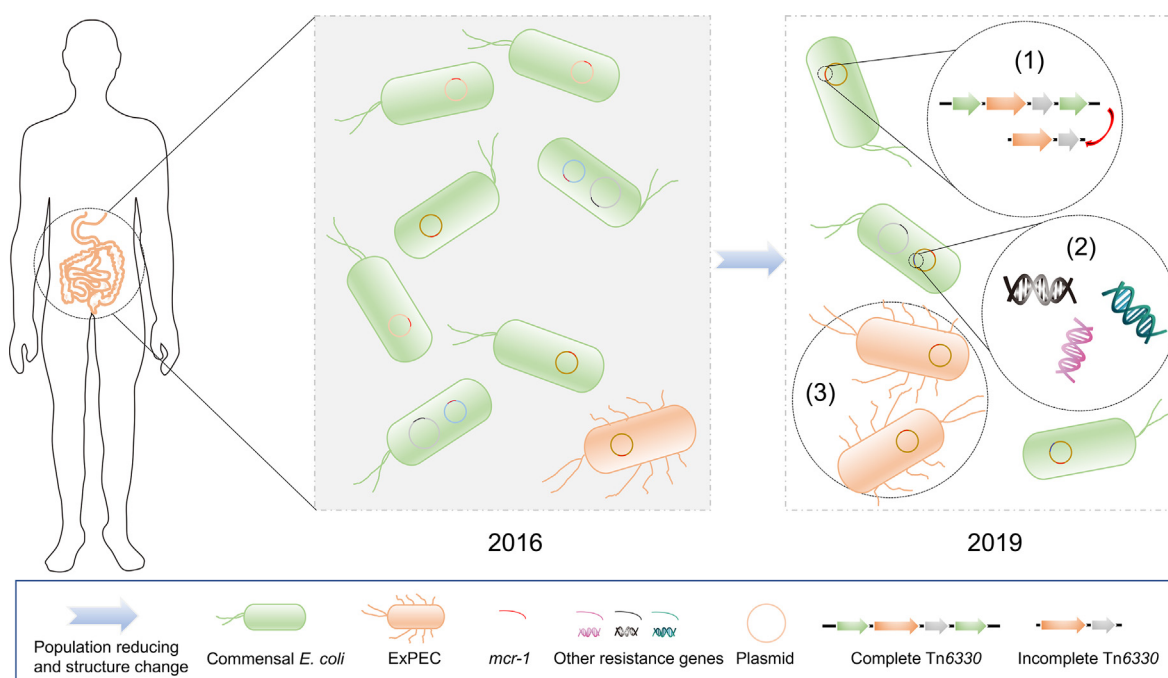 (1)
(2)
(3)
2016
2019
Population reducing
and structure change
Commensal E. coli
ExPEC
mcr-1
Other resistance genes
Plasmid
Complete Tn6330
Incomplete Tn6330